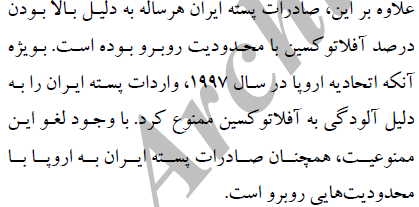 علاوه بر این، صادرات پسته ایران هرساله به دلیل بالا بودن
درصد آفلاتوکسین با محدودیت روبرو بوده است. بویژه
آنکه اتحادیه اروپا در سال ۱۹۹۷، واردات پسته ایران را به
دلیل آلودگی به آفلاتوکسین ممنوع کرد. با وجود لغو این
ممنوعیت، همچنان صادرات پسته ایران به اروپا با
محدودیت‌هایی روبرو است.
Arch